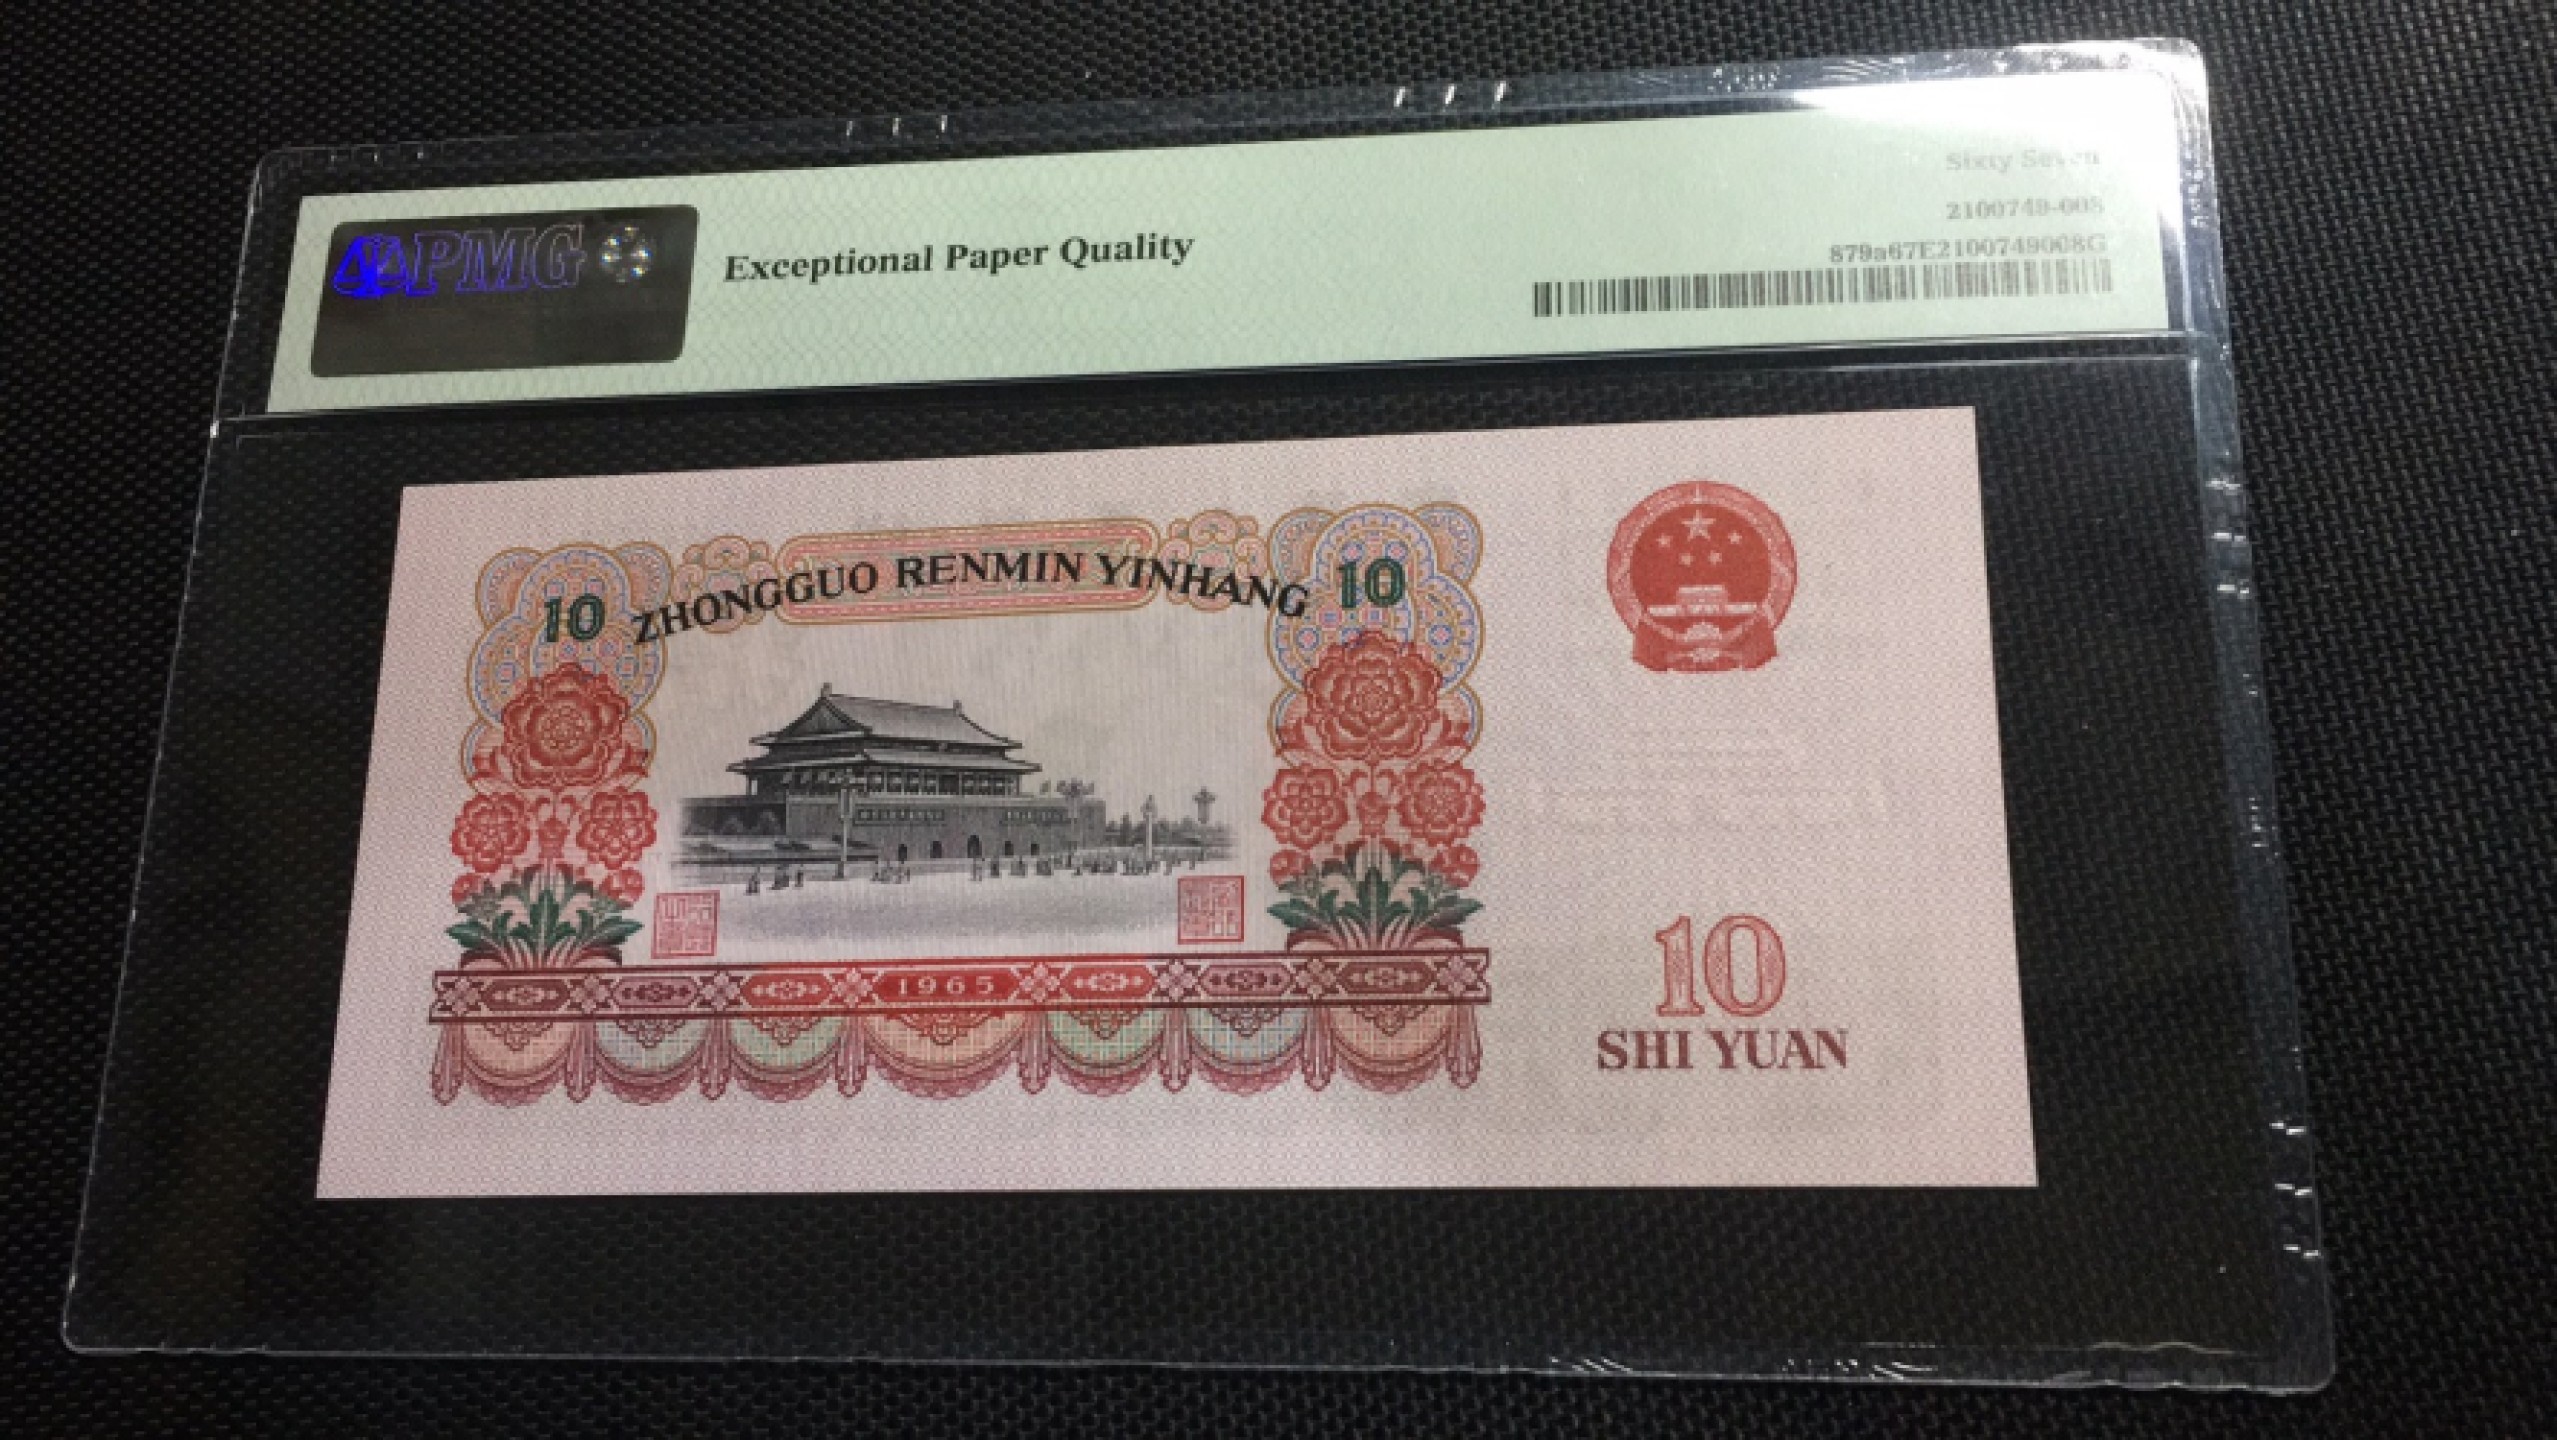 PMG
Exceptional Paper Quality
Sixty Seven
2100749-008
879a67E2100749008G
10 ZHONGGUO RENMIN YINHANG 10
1965
10
SHI YUAN